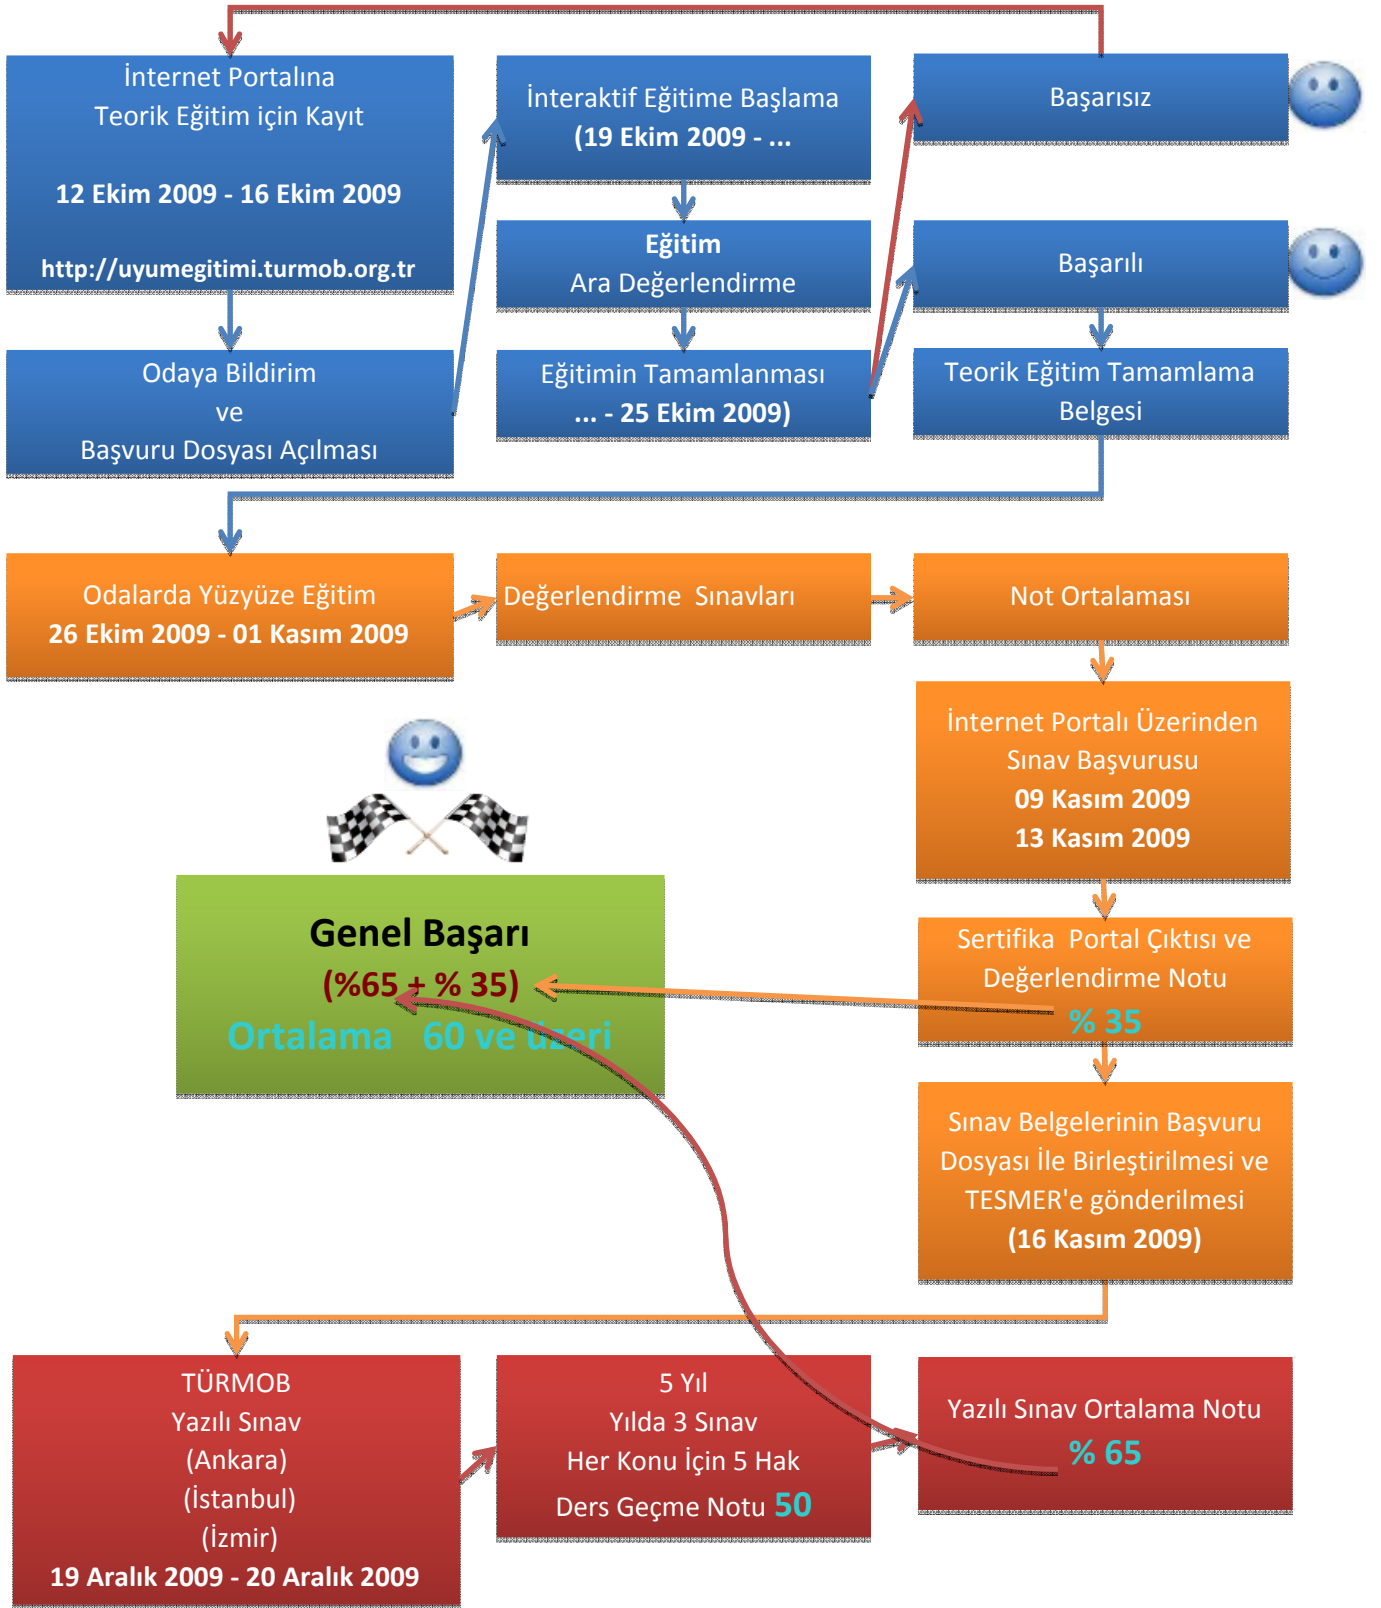 İnternet Portalına
Teorik Eğitim için Kayıt
12 Ekim 2009 - 16 Ekim 2009
http://uyumegitimi.turmob.org.tr
Odaya Bildirim
ve
Başvuru Dosyası Açılması
İnteraktif Eğitime Başlama
(19 Ekim 2009 - ...
Eğitim
Ara Değerlendirme
Eğitimin Tamamlanması
... - 25 Ekim 2009)
Başarısız
Başarılı
Teorik Eğitim Tamamlama
Belgesi
Odalarda Yüzyüze Eğitim
26 Ekim 2009 - 01 Kasım 2009
Değerlendirme Sınavları
Not Ortalaması
İnternet Portalı Üzerinden
Sınav Başvurusu
09 Kasım 2009
13 Kasım 2009
Sertifika Portal Çıktısı ve
Değerlendirme Notu
% 35
Genel Başarı
(%65 + % 35)
Ortalama 60 ve üzeri
Sınav Belgelerinin Başvuru
Dosyası İle Birleştirilmesi ve
TESMER'e gönderilmesi
(16 Kasım 2009)
TÜRMOB
Yazılı Sınav
(Ankara)
(İstanbul)
(İzmir)
19 Aralık 2009 - 20 Aralık 2009
5 Yıl
Yılda 3 Sınav
Her Konu İçin 5 Hak
Ders Geçme Notu 50
Yazılı Sınav Ortalama Notu
% 65